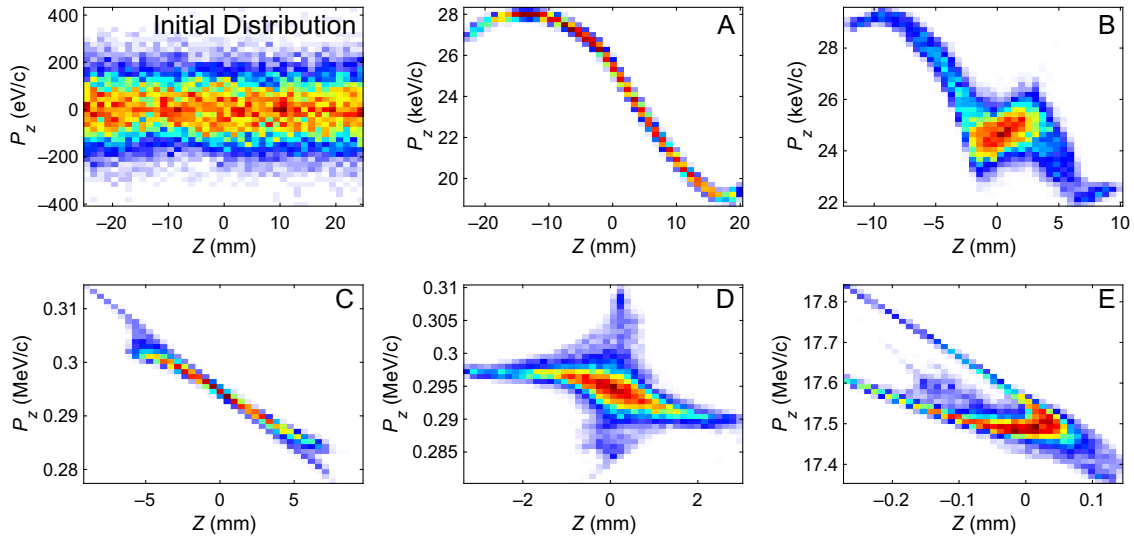 400
200
0
−200
−400
P_z (eV/c)
Initial Distribution
−20 −10 0 10 20
Z (mm)
28
26
24
22
20
P_z (keV/c)
A
−20 −10 0 10 20
Z (mm)
30
28
26
24
22
P_z (keV/c)
B
−10 −5 0 5 10
Z (mm)
0.31
0.3
0.29
0.28
P_z (MeV/c)
C
−5 0 5
Z (mm)
0.31
0.305
0.3
0.295
0.29
0.285
P_z (MeV/c)
D
−2 0 2
Z (mm)
17.8
17.7
17.6
17.5
17.4
P_z (MeV/c)
E
−0.2 −0.1 0 0.1
Z (mm)